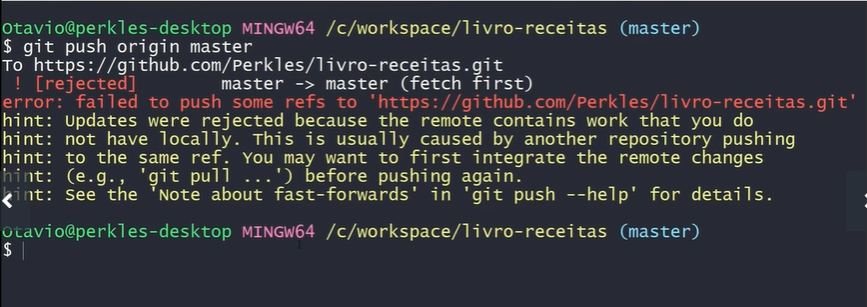 Otavio@perkles-desktop MINGW64 /c/workspace/livro-receitas (master)
$ git push origin master
To https://github.com/Perkles/livro-receitas.git
 ! [rejected]        master -> master (fetch first)
error: failed to push some refs to 'https://github.com/Perkles/livro-receitas.git'
hint: Updates were rejected because the remote contains work that you do
hint: not have locally. This is usually caused by another repository pushing
hint: to the same ref. You may want to first integrate the remote changes
hint: (e.g., 'git pull ...') before pushing again.
hint: See the 'Note about fast-forwards' in 'git push --help' for details.
Otavio@perkles-desktop MINGW64 /c/workspace/livro-receitas (master)
$